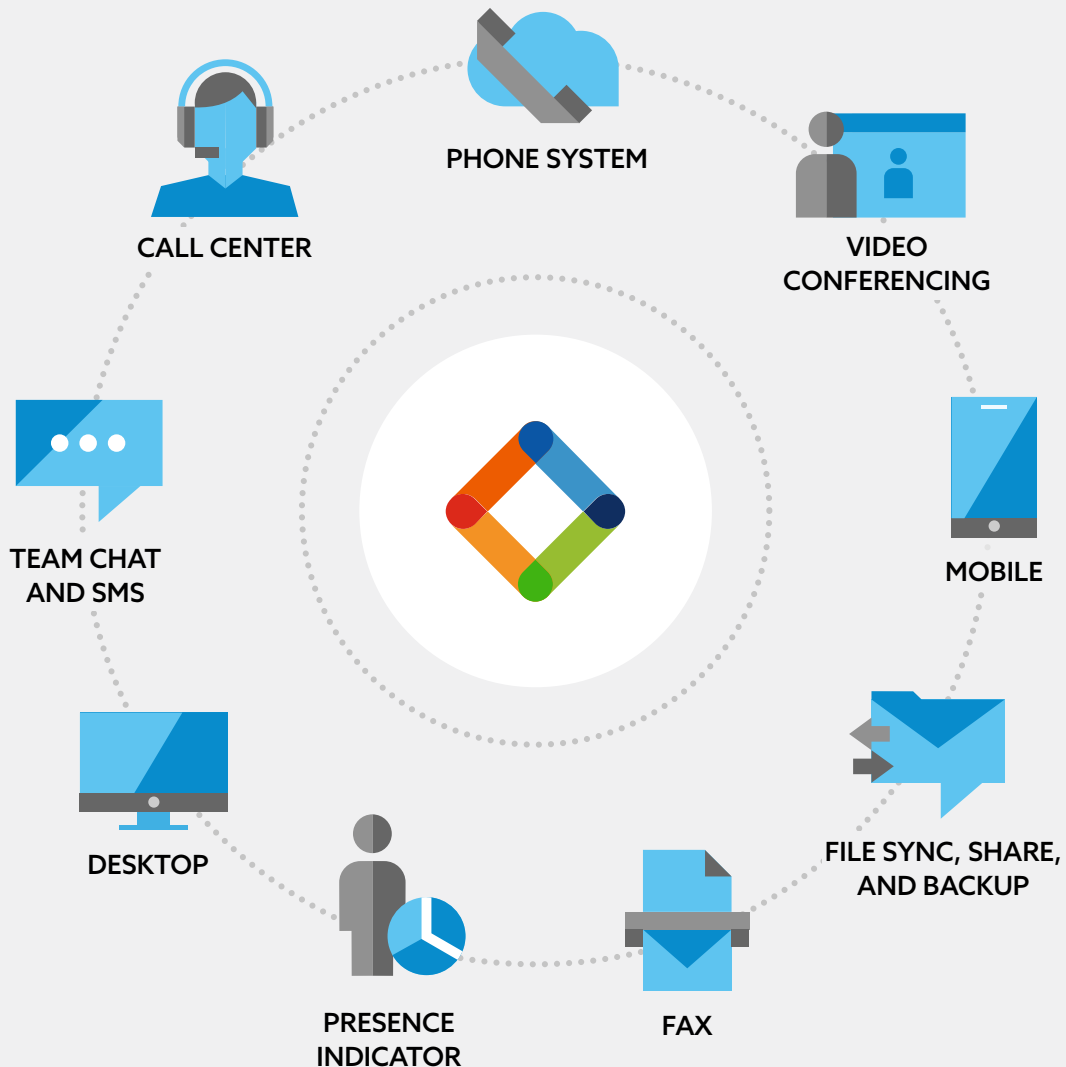 PHONE SYSTEM
CALL CENTER
VIDEO
CONFERENCING
TEAM CHAT
AND SMS
MOBILE
DESKTOP
FILE SYNC, SHARE,
AND BACKUP
PRESENCE
INDICATOR
FAX